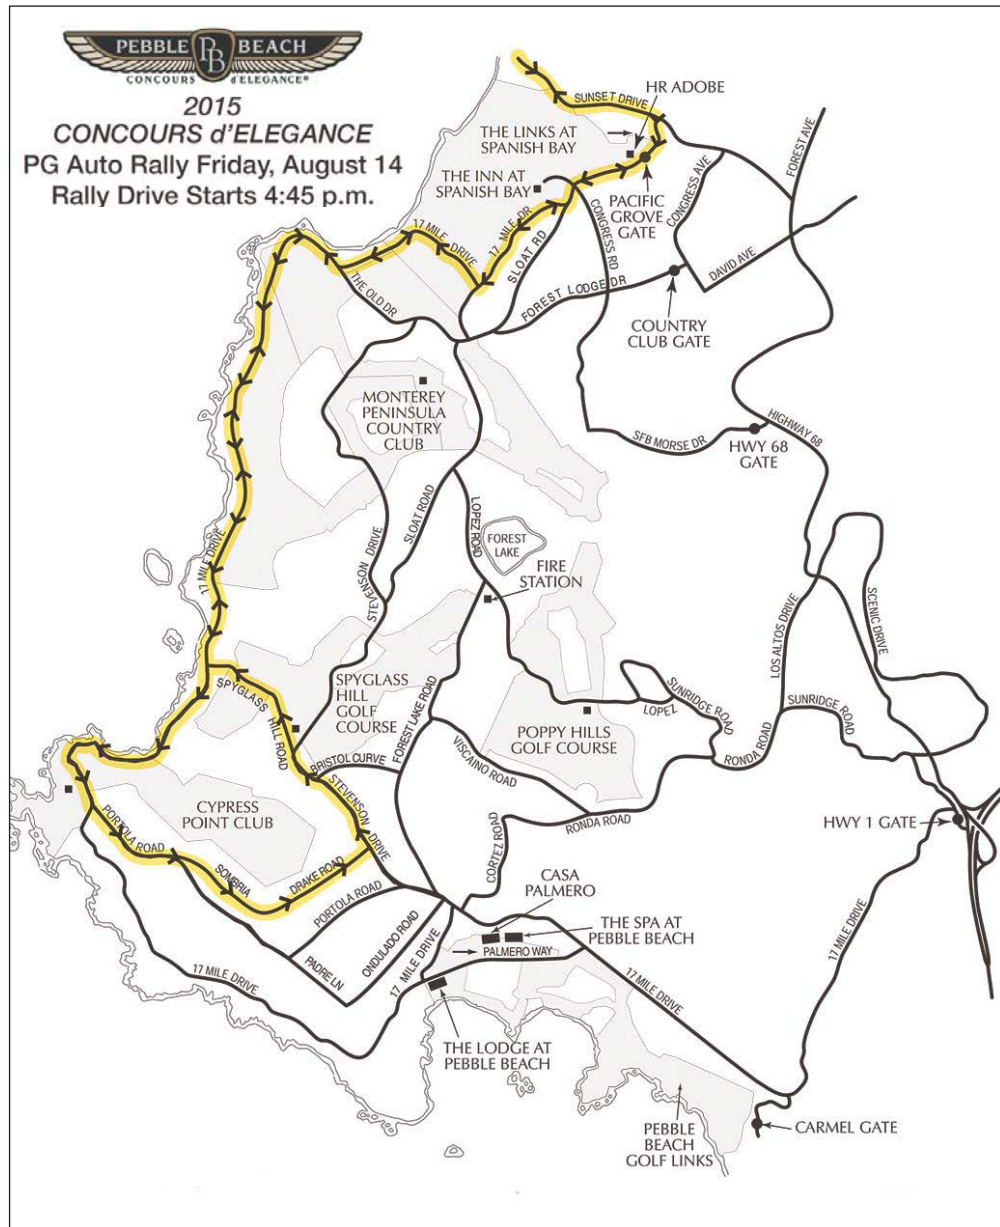 PEBBLE PB BEACH
CONCOURS d'ELEGANCE®
2015
CONCOURS d'ELEGANCE
PG Auto Rally Friday, August 14
Rally Drive Starts 4:45 p.m.
SUNSET DRIVE
HR ADOBE
THE LINKS AT
SPANISH BAY
THE INN AT
SPANISH BAY
PACIFIC
GROVE
GATE
CONGRESS AVE
FOREST AVE
17 MILE DRIVE
17 MILE DR
SLOAT RD
CONGRESS RD
DAVID AVE
THE OLD DR
FOREST LODGE DR
COUNTRY
CLUB GATE
MONTEREY
PENINSULA
COUNTRY
CLUB
SFB MORSE DR
HIGHWAY 68
HWY 68
GATE
SLOAT ROAD
LOPEZ ROAD
FOREST
LAKE
STEVENSON DRIVE
17 MILE DRIVE
FIRE
STATION
SCENIC DRIVE
LOS ALTOS DRIVE
SPYGLASS HILL ROAD
SPYGLASS
HILL
GOLF
COURSE
FOREST LAKE ROAD
LOPEZ
SUNRIDGE ROAD
SUNRIDGE ROAD
POPPY HILLS
GOLF COURSE
RONDA ROAD
VISCAINO ROAD
BRISTOL CURVE
STEVENSON DRIVE
CYPRESS
POINT CLUB
RONDA ROAD
CORTEZ ROAD
HWY 1 GATE
PORTOLA ROAD
SOMBRIA
DRAKE ROAD
PORTOLA ROAD
CASA
PALMERO
THE SPA AT
PEBBLE BEACH
ONDULADO ROAD
PADRE LN
17 MILE DRIVE
PALMERO WAY
17 MILE DRIVE
17 MILE DRIVE
17 MILE DRIVE
THE LODGE AT
PEBBLE BEACH
PEBBLE
BEACH
GOLF LINKS
CARMEL GATE